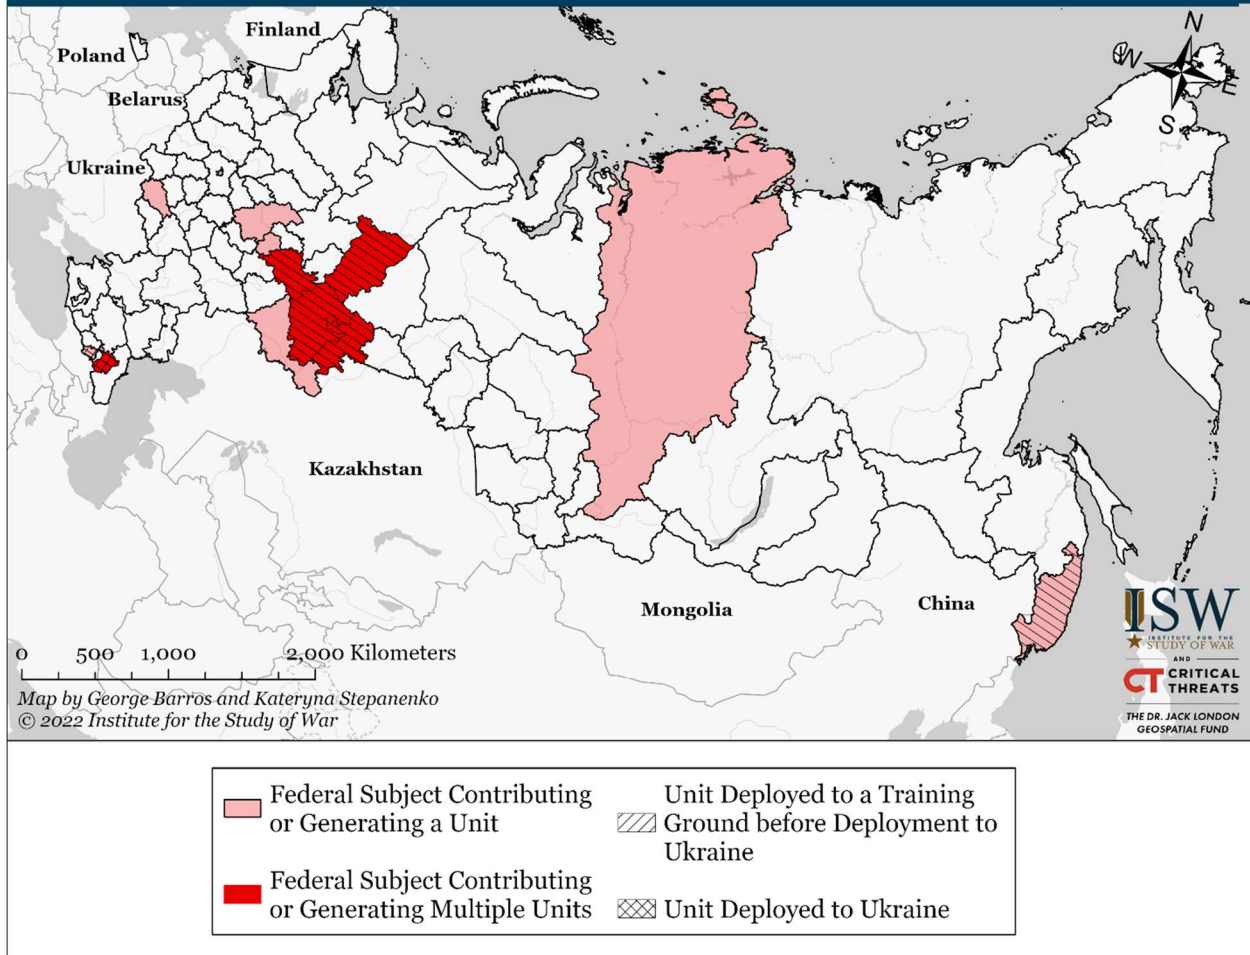 Finland
Poland
Belarus
Ukraine
Kazakhstan
Mongolia
China
N
W
E
S
0 500 1,000 2,000 Kilometers
Map by George Barros and Kateryna Stepanenko
© 2022 Institute for the Study of War
ISW
INSTITUTE FOR THE
STUDY OF WAR
AND
CT CRITICAL
THREATS
THE DR. JACK LONDON
GEOSPATIAL FUND
Federal Subject Contributing
or Generating a Unit
Federal Subject Contributing
or Generating Multiple Units
Unit Deployed to a Training
Ground before Deployment to
Ukraine
Unit Deployed to Ukraine